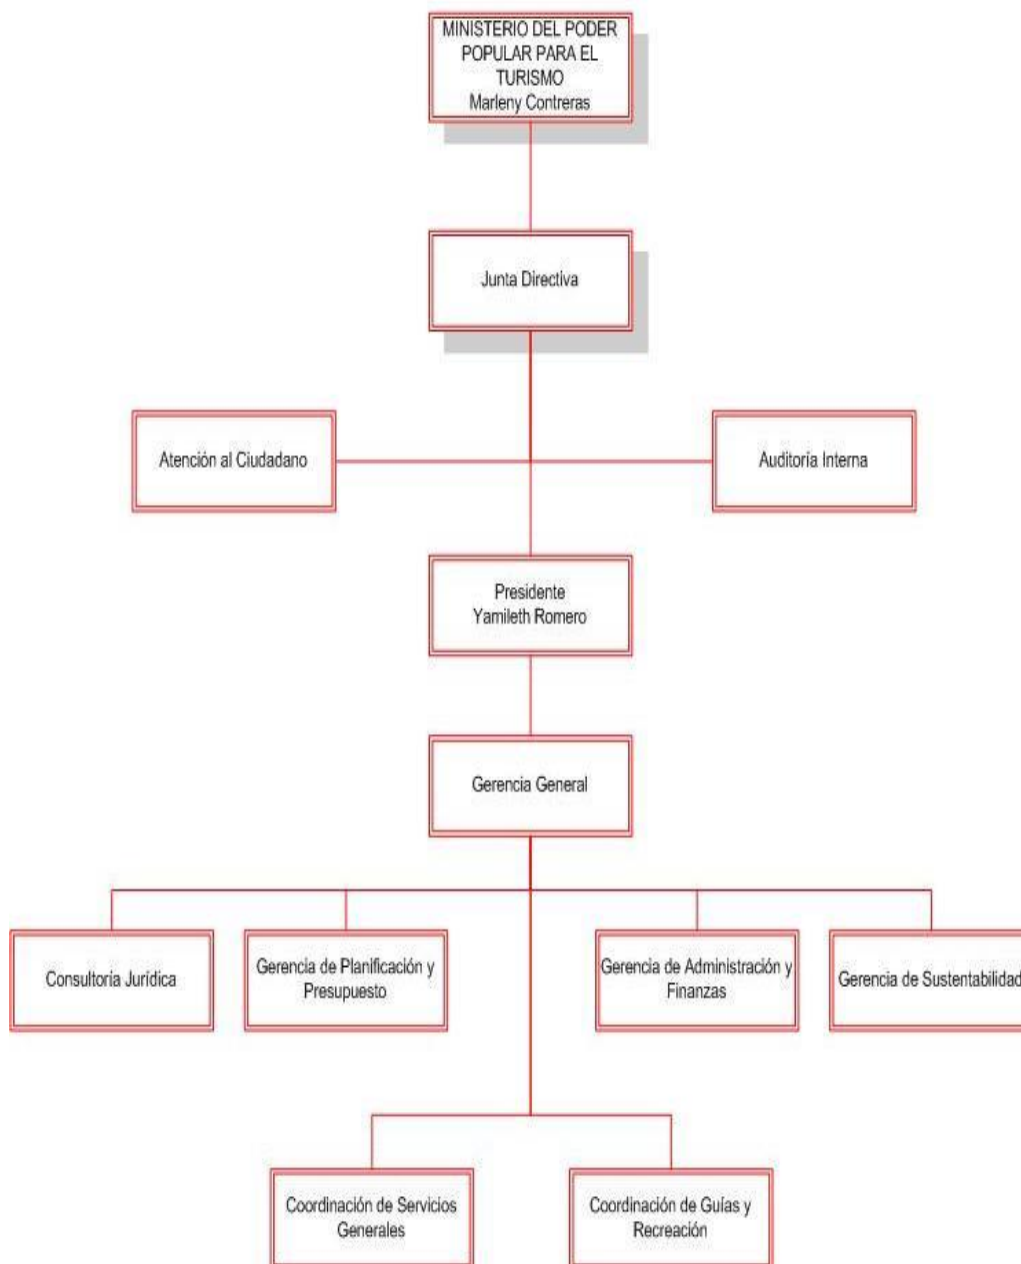 MINISTERIO DEL PODER
POPULAR PARA EL
TURISMO
Marleny Contreras
Junta Directiva
Atención al Ciudadano
Auditoría Interna
Presidente
Yamileth Romero
Gerencia General
Consultoría Jurídica
Gerencia de Planificación y
Presupuesto
Gerencia de Administración y
Finanzas
Gerencia de Sustentabilidad
Coordinación de Servicios
Generales
Coordinación de Guías y
Recreación